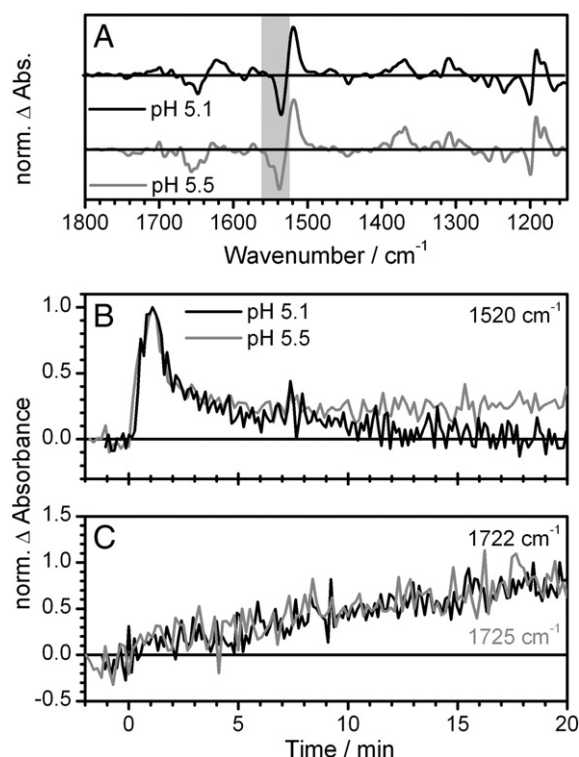 A
norm. Δ Abs.
pH 5.1
pH 5.5
1800 1700 1600 1500 1400 1300 1200
Wavenumber / cm⁻¹
B
pH 5.1
pH 5.5
1520 cm⁻¹
1.0
0.5
0.0
norm. Δ Absorbance
C
1722 cm⁻¹
1725 cm⁻¹
1.5
1.0
0.5
0.0
-0.5
0 5 10 15 20
Time / min